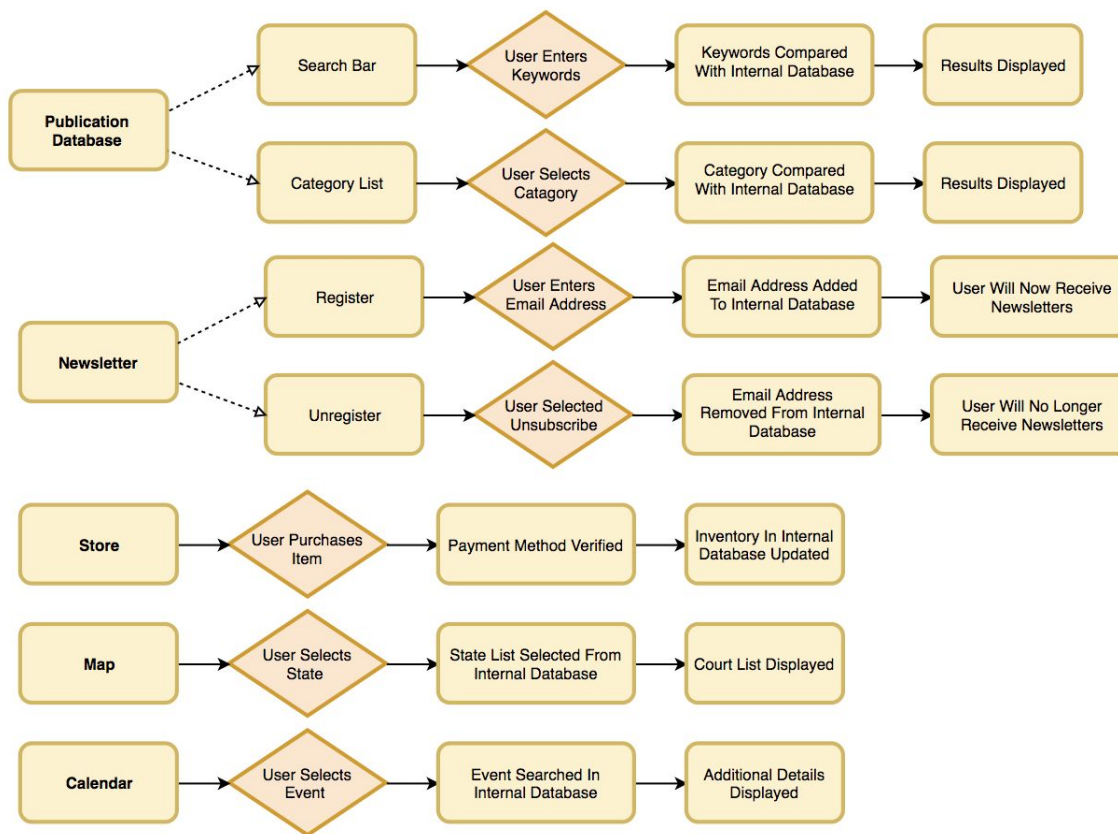 Search Bar
User Enters
Keywords
Keywords Compared
With Internal Database
Results Displayed
Publication
Database
Category List
User Selects
Catagory
Category Compared
With Internal Database
Results Displayed
Register
User Enters
Email Address
Email Address Added
To Internal Database
User Will Now Receive
Newsletters
Newsletter
Unregister
User Selected
Unsubscribe
Email Address
Removed From Internal
Database
User Will No Longer
Receive Newsletters
Store
User Purchases
Item
Payment Method Verified
Inventory In Internal
Database Updated
Map
User Selects
State
State List Selected From
Internal Database
Court List Displayed
Calendar
User Selects
Event
Event Searched In
Internal Database
Additional Details
Displayed